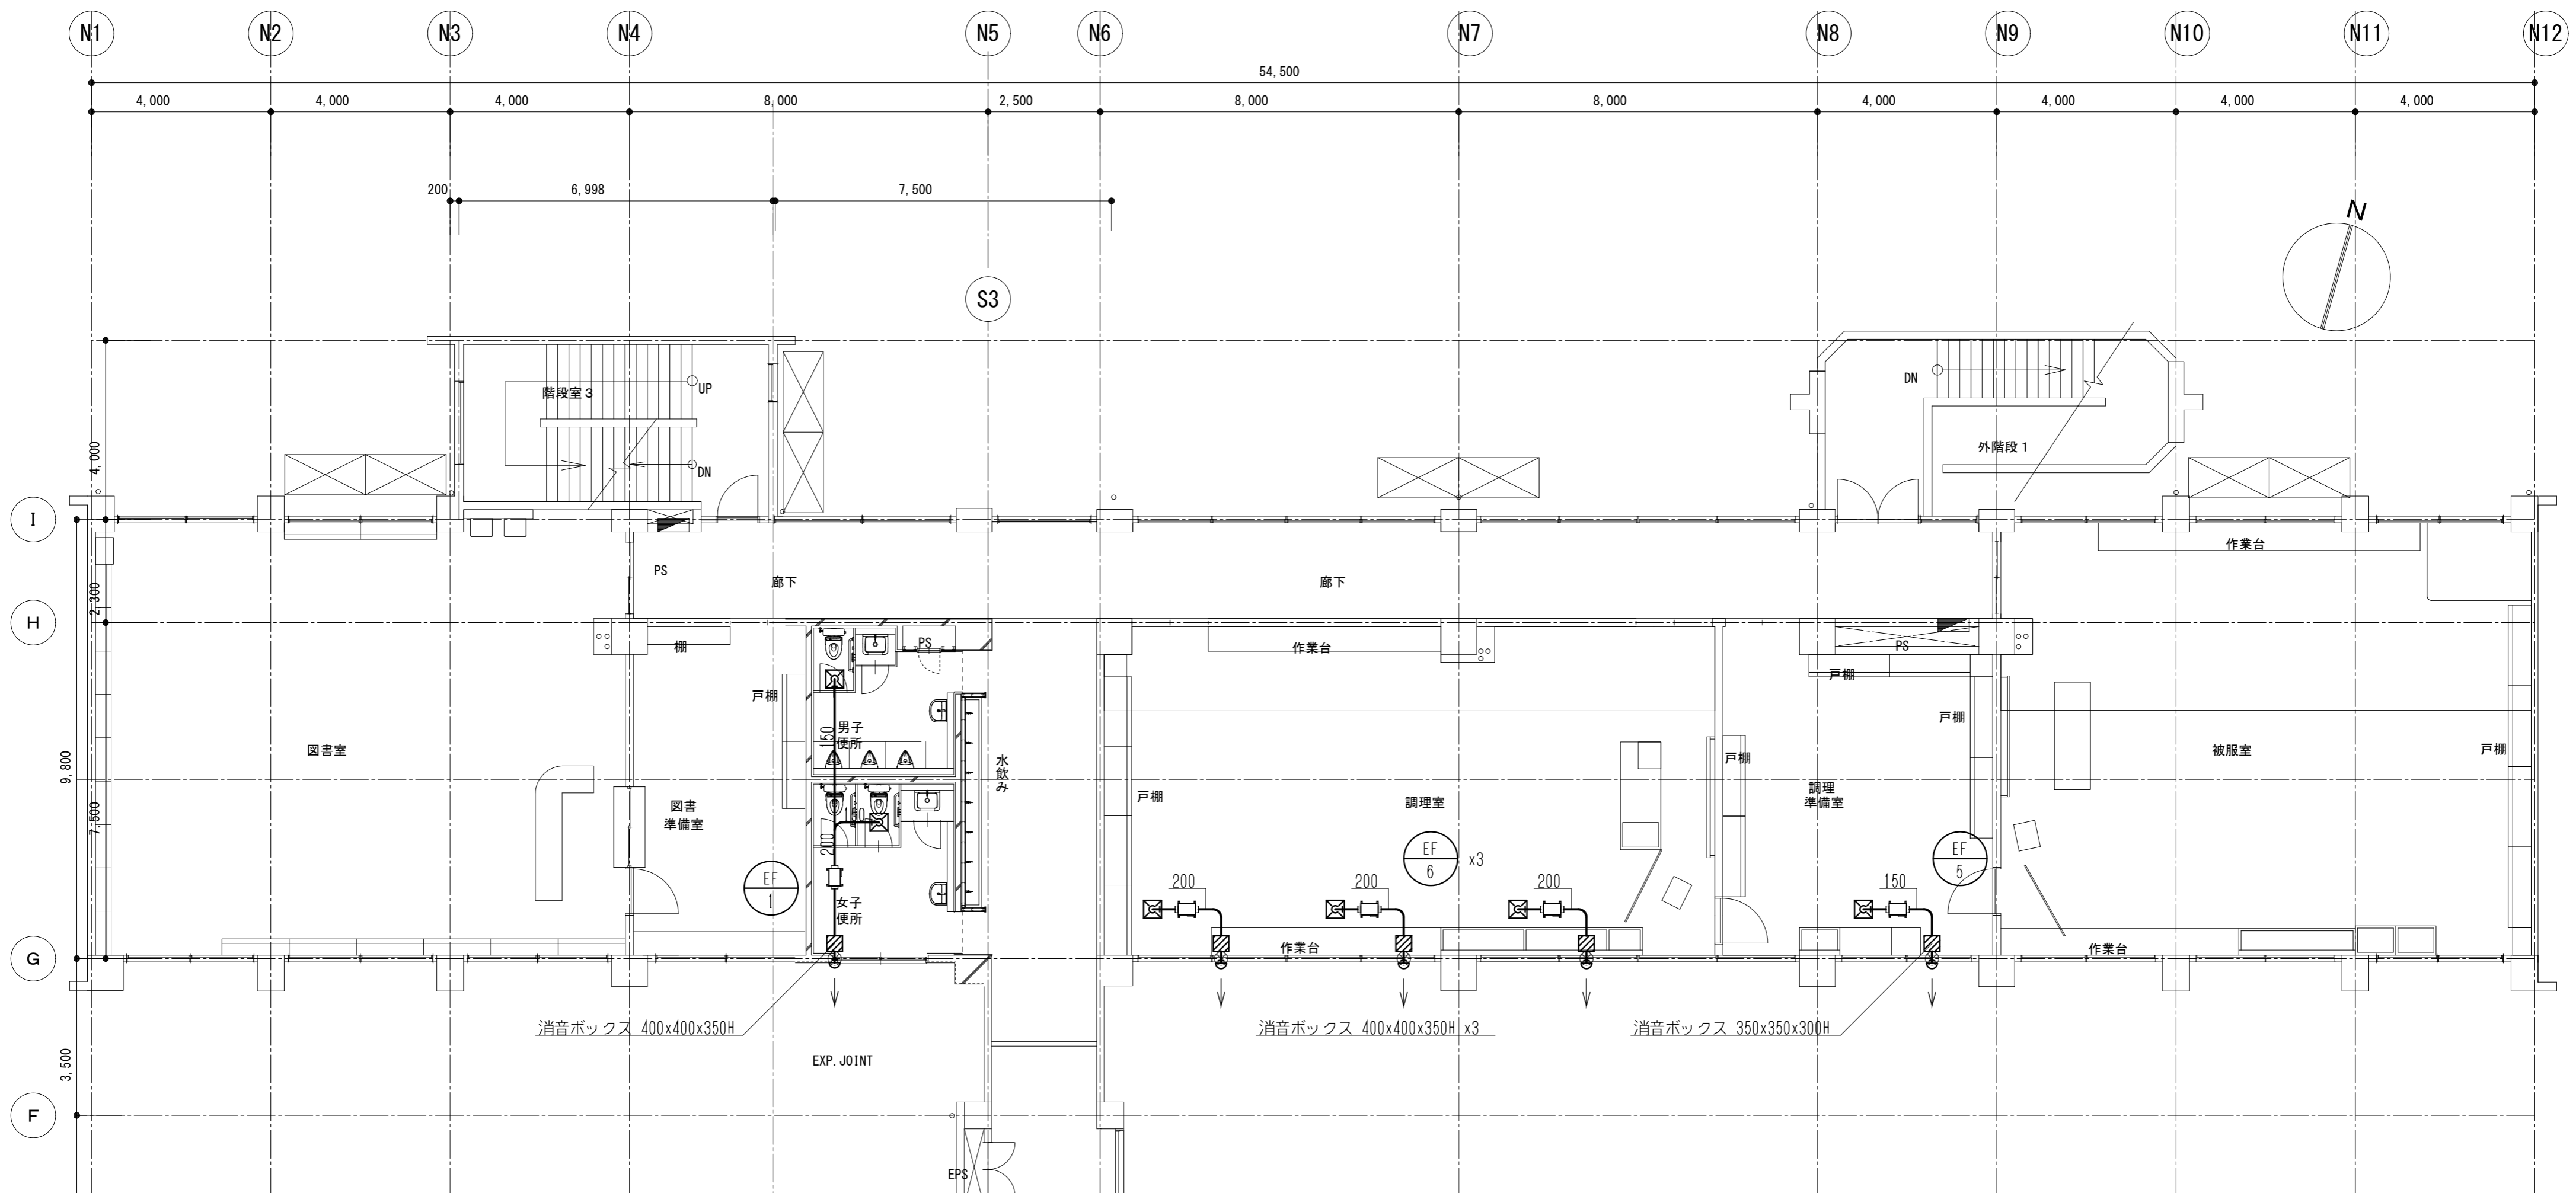 N1 N2 N3 N4 N5 N6 N7 N8 N9 N10 N11 N12
54,500
4,000 4,000 4,000 8,000 2,500 8,000 8,000 4,000 4,000 4,000 4,000
200 6,998 7,500
N
S3
階段室3
UP
DN
4,000
DN
外階段1
I
作業台
PS
廊下
廊下
2,300
H
棚
PS
作業台
PS
戸棚
戸棚
戸棚
150
男子
便所
図書室
水飲み
戸棚
被服室
戸棚
9,800
7,500
図書
準備室
戸棚
調理室
調理
準備室
200
EF
1
女子
便所
EF
6
x3
EF
5
200
200
200
150
G
作業台
作業台
消音ボックス 400x400x350H
消音ボックス 400x400x350H x3
消音ボックス 350x350x300H
3,500
EXP.JOINT
F
EPS